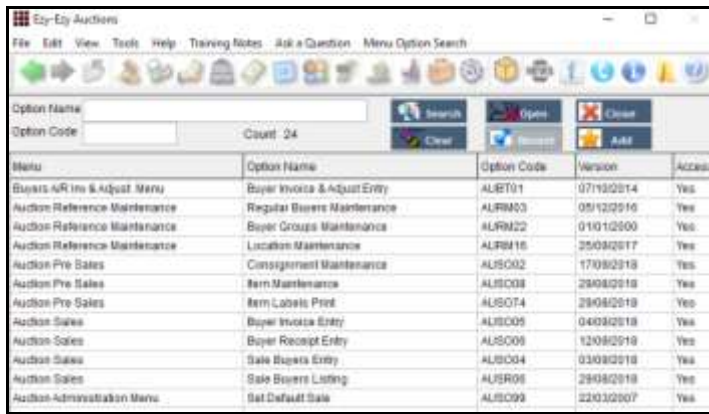 Ezy-Ezy Auctions
File Edit View Tools Help Training Notes Ask a Question Menu Option Search
Option Name Search Open Close
Option Code Count 24 Clear Recent Add
Menu Option Name Option Code Version Access
Buyers A/R Inv & Adjust. Menu Buyer Invoice & Adjust Entry AUBT01 07/10/2014 Yes
Auction Reference Maintenance Regular Buyers Maintenance AURM03 05/12/2016 Yes
Auction Reference Maintenance Buyer Groups Maintenance AURM22 01/01/2000 Yes
Auction Reference Maintenance Location Maintenance AURM16 25/09/2017 Yes
Auction Pre Sales Consignment Maintenance AUSO02 17/09/2018 Yes
Auction Pre Sales Item Maintenance AUSO08 29/08/2018 Yes
Auction Pre Sales Item Labels Print AUSO74 29/08/2018 Yes
Auction Sales Buyer Invoice Entry AUSO05 04/09/2018 Yes
Auction Sales Buyer Receipt Entry AUSO06 12/09/2018 Yes
Auction Sales Sale Buyers Entry AUSO04 03/09/2018 Yes
Auction Sales Sale Buyers Listing AUSR06 29/08/2018 Yes
Auction Administration Menu Set Default Sale AUSO99 22/03/2007 Yes